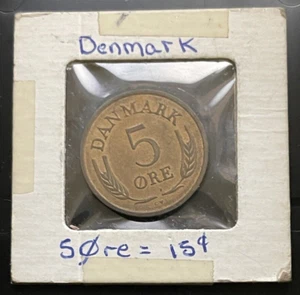 Denmark
DANMARK
5
ØRE
5Øre = 15¢